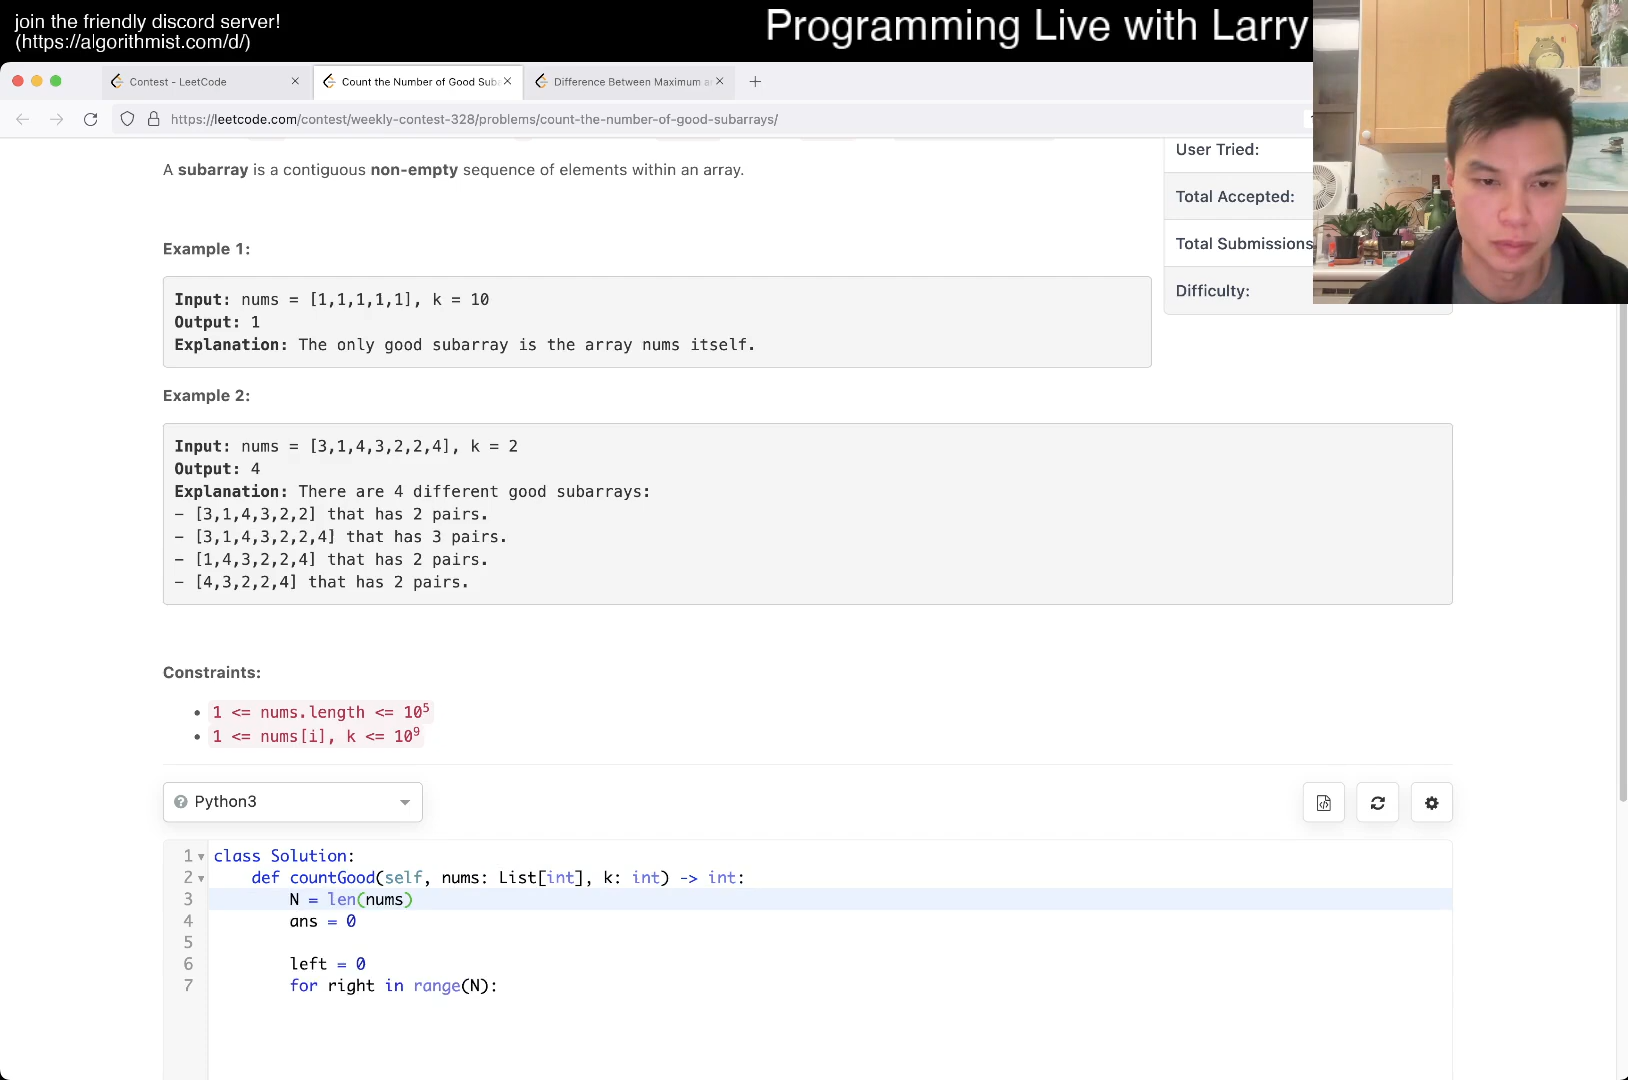 join the friendly discord server!
(https://algorithmist.com/d/)
Programming Live with Larry
Contest - LeetCode
Count the Number of Good Sub
Difference Between Maximum a
https://leetcode.com/contest/weekly-contest-328/problems/count-the-number-of-good-subarrays/
A subarray is a contiguous non-empty sequence of elements within an array.
User Tried:
Total Accepted:
Total Submissions
Difficulty:
Example 1:
Input: nums = [1,1,1,1,1], k = 10
Output: 1
Explanation: The only good subarray is the array nums itself.
Example 2:
Input: nums = [3,1,4,3,2,2,4], k = 2
Output: 4
Explanation: There are 4 different good subarrays:
- [3,1,4,3,2,2] that has 2 pairs.
- [3,1,4,3,2,2,4] that has 3 pairs.
- [1,4,3,2,2,4] that has 2 pairs.
- [4,3,2,2,4] that has 2 pairs.
Constraints:
• 1 <= nums.length <= 10⁵
• 1 <= nums[i], k <= 10⁹
Python3
1 class Solution:
2 def countGood(self, nums: List[int], k: int) -> int:
3 N = len(nums)
4 ans = 0
5
6 left = 0
7 for right in range(N):